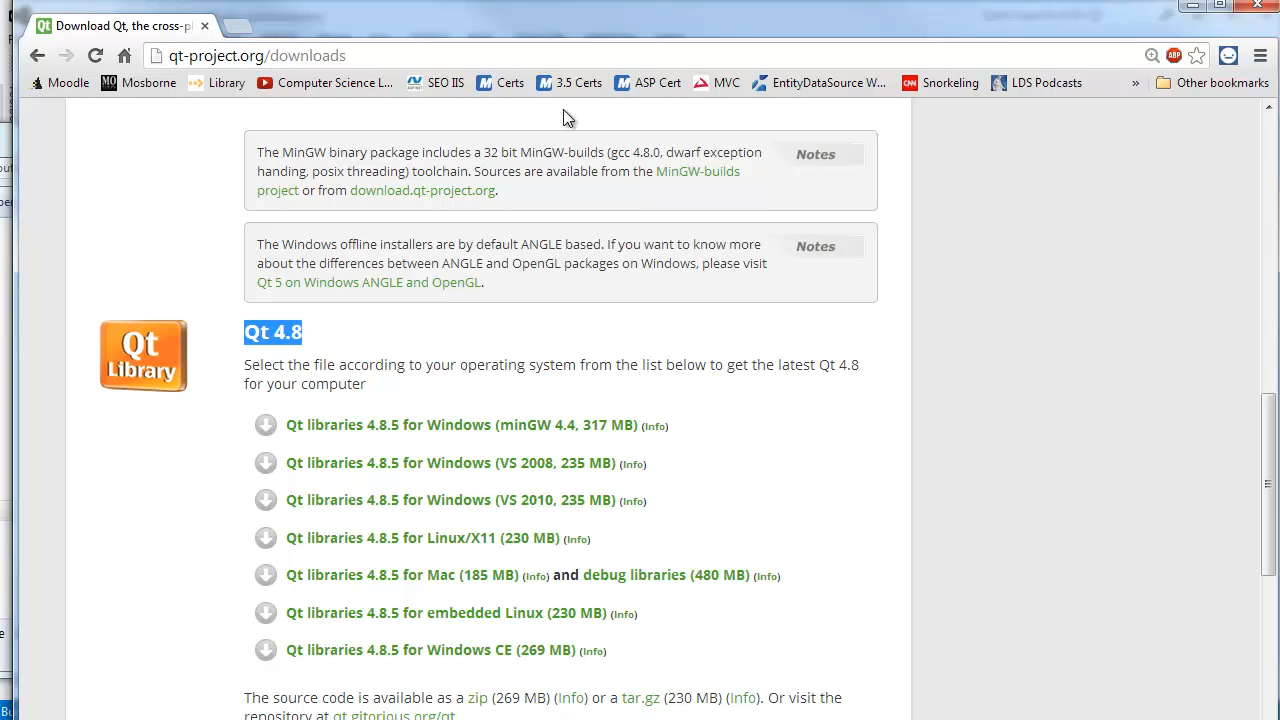 Download Qt, the cross-pl
qt-project.org/downloads
ABP
Moodle Mosborne Library Computer Science L... SEO IIS Certs 3.5 Certs ASP Cert MVC EntityDataSource W... Snorkeling LDS Podcasts » Other bookmarks
The MinGW binary package includes a 32 bit MinGW-builds (gcc 4.8.0, dwarf exception
handing, posix threading) toolchain. Sources are available from the MinGW-builds
project or from download.qt-project.org.
Notes
The Windows offline installers are by default ANGLE based. If you want to know more
about the differences between ANGLE and OpenGL packages on Windows, please visit
Qt 5 on Windows ANGLE and OpenGL.
Notes
Qt
Library
Qt 4.8
Select the file according to your operating system from the list below to get the latest Qt 4.8
for your computer
Qt libraries 4.8.5 for Windows (minGW 4.4, 317 MB) (Info)
Qt libraries 4.8.5 for Windows (VS 2008, 235 MB) (Info)
Qt libraries 4.8.5 for Windows (VS 2010, 235 MB) (Info)
Qt libraries 4.8.5 for Linux/X11 (230 MB) (Info)
Qt libraries 4.8.5 for Mac (185 MB) (Info) and debug libraries (480 MB) (Info)
Qt libraries 4.8.5 for embedded Linux (230 MB) (Info)
Qt libraries 4.8.5 for Windows CE (269 MB) (Info)
The source code is available as a zip (269 MB) (Info) or a tar.gz (230 MB) (Info). Or visit the
repository at qt.gitorious.org/qt.